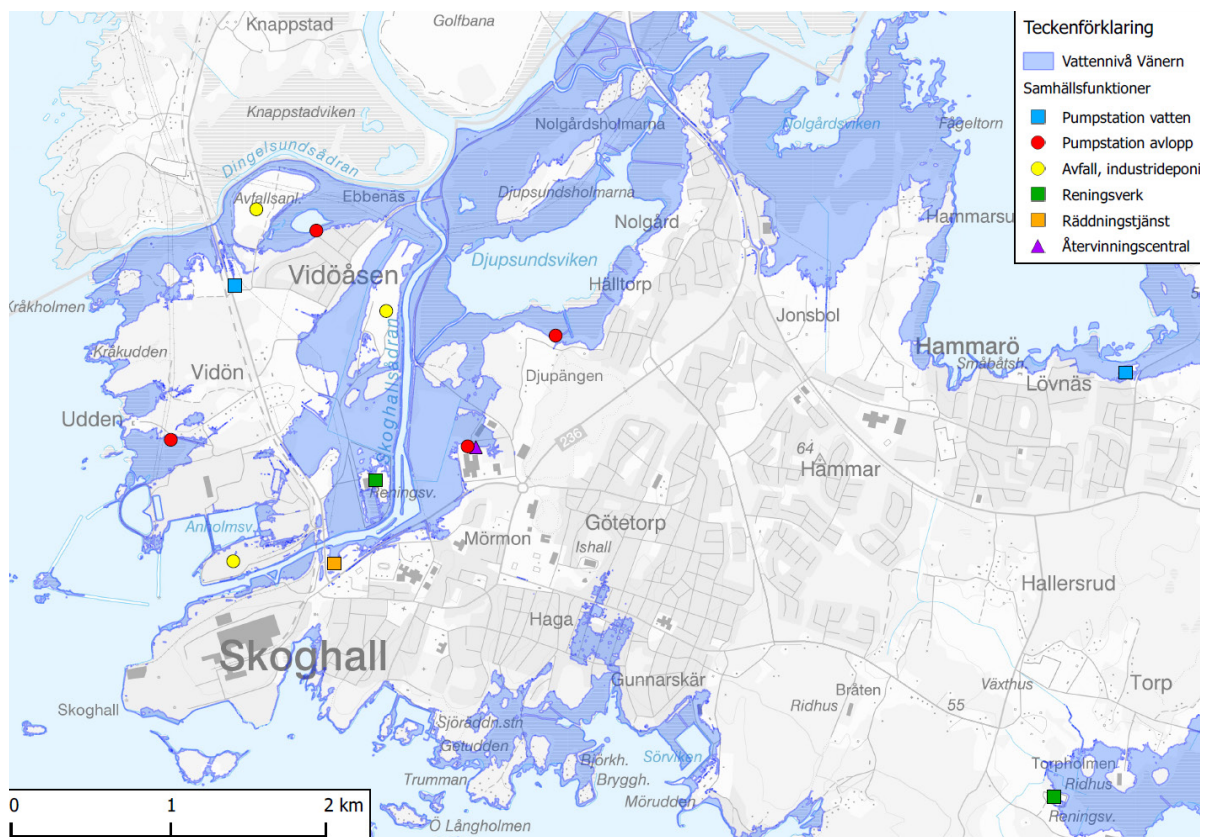 Knappstad
Golfbana
Teckenförklaring
Vattennivå Vänern
Samhällsfunktioner
Pumpstation vatten
Pumpstation avlopp
Avfall, industrideponi
Reningsverk
Räddningstjänst
Återvinningscentral
Knappstadviken
Nolgårdsholmarna
Nolgårdsviken
Fågeltorn
Dingelsundsådran
Avfallsanl.
Ebbenäs
Djupsundsholmarna
Nolgård
Hammarsu
Vidöåsen
Djupsundsviken
Hälltorp
Kråkholmen
Jonsbol
Kråkudden
Vidön
Skoghallsådran
Djupängen
Hammarö
Småbåtsh.
Lövnäs
Udden
236
64
Hammar
Reningsv.
Anholmsv.
Mörmon
Götetorp
Ishall
Hallersrud
Haga
Skoghall
Gunnarskär
Bråten
Växthus
Torp
Ridhus
55
Skoghall
Sjöräddn.stn
Getudden
Björkh.
Sörviken
Torpholmen
Ridhus
Trumman
Bryggh.
Mörudden
Reningsv.
Ö Långholmen
0 1 2 km